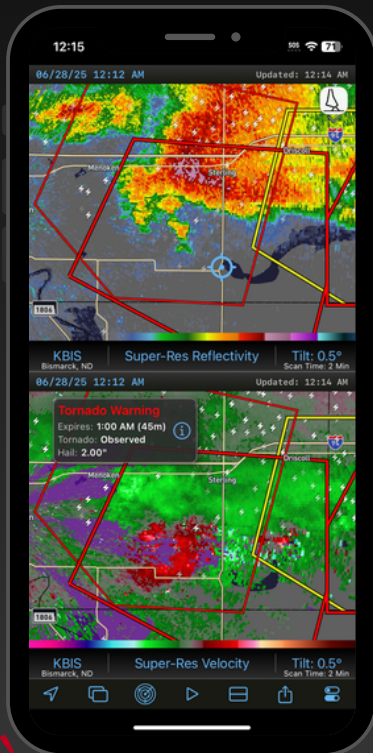 12:15
SOS 71
06/28/25 12:12 AM Updated: 12:14 AM
94
Driscoll
Menoken
Sterling
1806
KBIS Super-Res Reflectivity Tilt: 0.5°
Bismarck, ND Scan Time: 2 Min
06/28/25 12:12 AM Updated: 12:14 AM
Tornado Warning
Expires: 1:00 AM (45m)
Tornado: Observed
Hail: 2.00"
Driscoll
Menoken
Sterling
1806
KBIS Super-Res Velocity Tilt: 0.5°
Bismarck, ND Scan Time: 2 Min